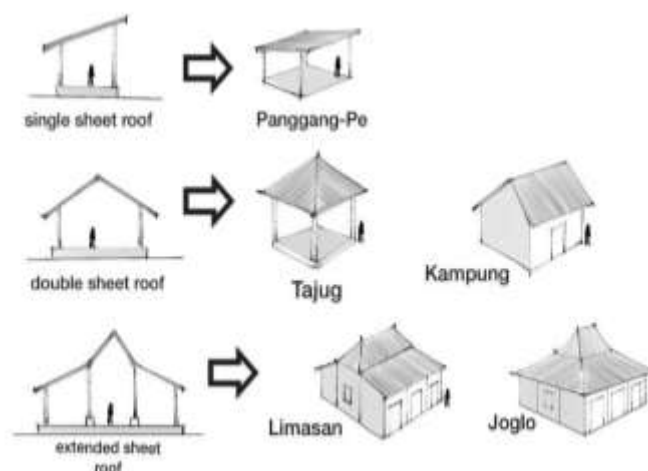 single sheet roof
Panggang-Pe
double sheet roof
Tajug
Kampung
extended sheet
roof
Limasan
Joglo